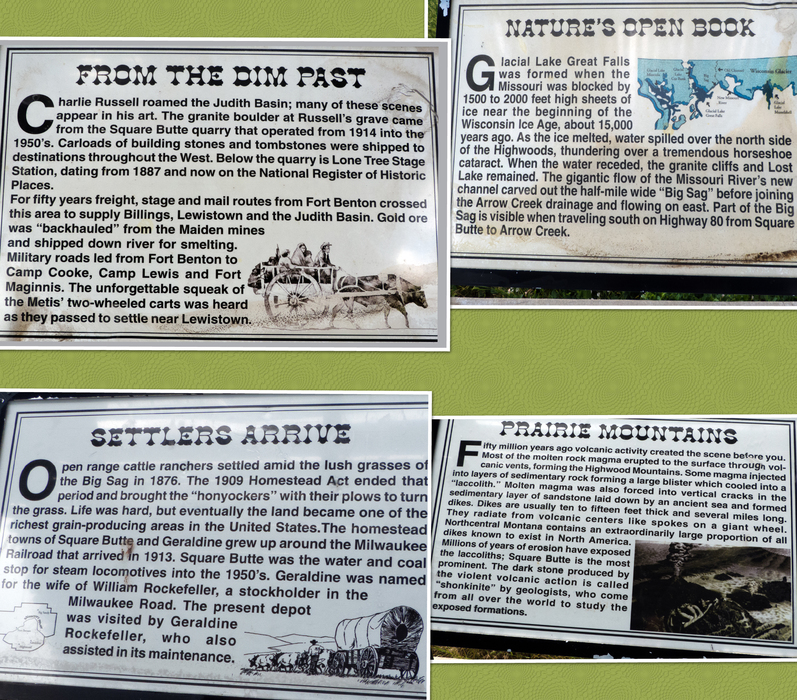 FROM THE DIM PAST
Charlie Russell roamed the Judith Basin; many of these scenes
appear in his art. The granite boulder at Russell's grave came
from the Square Butte quarry that operated from 1914 into the
1950's. Carloads of building stones and tombstones were shipped to
destinations throughout the West. Below the quarry is Lone Tree Stage
Station, dating from 1887 and now on the National Register of Historic
Places.
For fifty years freight, stage and mail routes from Fort Benton crossed
this area to supply Billings, Lewistown and the Judith Basin. Gold ore
was "backhauled" from the Maiden mines
and shipped down river for smelting.
Military roads led from Fort Benton to
Camp Cooke, Camp Lewis and Fort
Maginnis. The unforgettable squeak of
the Metis' two-wheeled carts was heard
as they passed to settle near Lewistown.
NATURE'S OPEN BOOK
Glacial Lake Great Falls
was formed when the
Missouri was blocked by
1500 to 2000 feet high sheets of
ice near the beginning of the
Wisconsin Ice Age, about 15,000
years ago. As the ice melted, water spilled over the north side
of the Highwoods, thundering over a tremendous horseshoe
cataract. When the water receded, the granite cliffs and Lost
Lake remained. The gigantic flow of the Missouri River's new
channel carved out the half-mile wide "Big Sag" before joining
the Arrow Creek drainage and flowing on east. Part of the Big
Sag is visible when traveling south on Highway 80 from Square
Butte to Arrow Creek.
Wisconsin Glacier
Glacial Lake
Great Falls
SETTLERS ARRIVE
Open range cattle ranchers settled amid the lush grasses of
the Big Sag in 1876. The 1909 Homestead Act ended that
period and brought the "honyockers" with their plows to turn
the grass. Life was hard, but eventually the land became one of the
richest grain-producing areas in the United States.The homestead
towns of Square Butte and Geraldine grew up around the Milwaukee
Railroad that arrived in 1913. Square Butte was the water and coal
stop for steam locomotives into the 1950's. Geraldine was named
for the wife of William Rockefeller, a stockholder in the
Milwaukee Road. The present depot
was visited by Geraldine
Rockefeller, who also
assisted in its maintenance.
PRAIRIE MOUNTAINS
Fifty million years ago volcanic activity created the scene before you.
Most of the molten rock magma erupted to the surface through vol-
canic vents, forming the Highwood Mountains. Some magma injected
into layers of sedimentary rock forming a large blister which cooled into a
"laccolith." Molten magma was also forced into vertical cracks in the
sedimentary layer of sandstone laid down by an ancient sea and formed
dikes. Dikes are usually ten to fifteen feet thick and several miles long.
They radiate from volcanic centers like spokes on a giant wheel.
Northcentral Montana contains an extraordinarily large proportion of all
dikes known to exist in North America.
Millions of years of erosion have exposed
the laccoliths; Square Butte is the most
prominent. The dark stone produced by
the violent volcanic action is called
"shonkinite" by geologists, who come
from all over the world to study the
exposed formations.